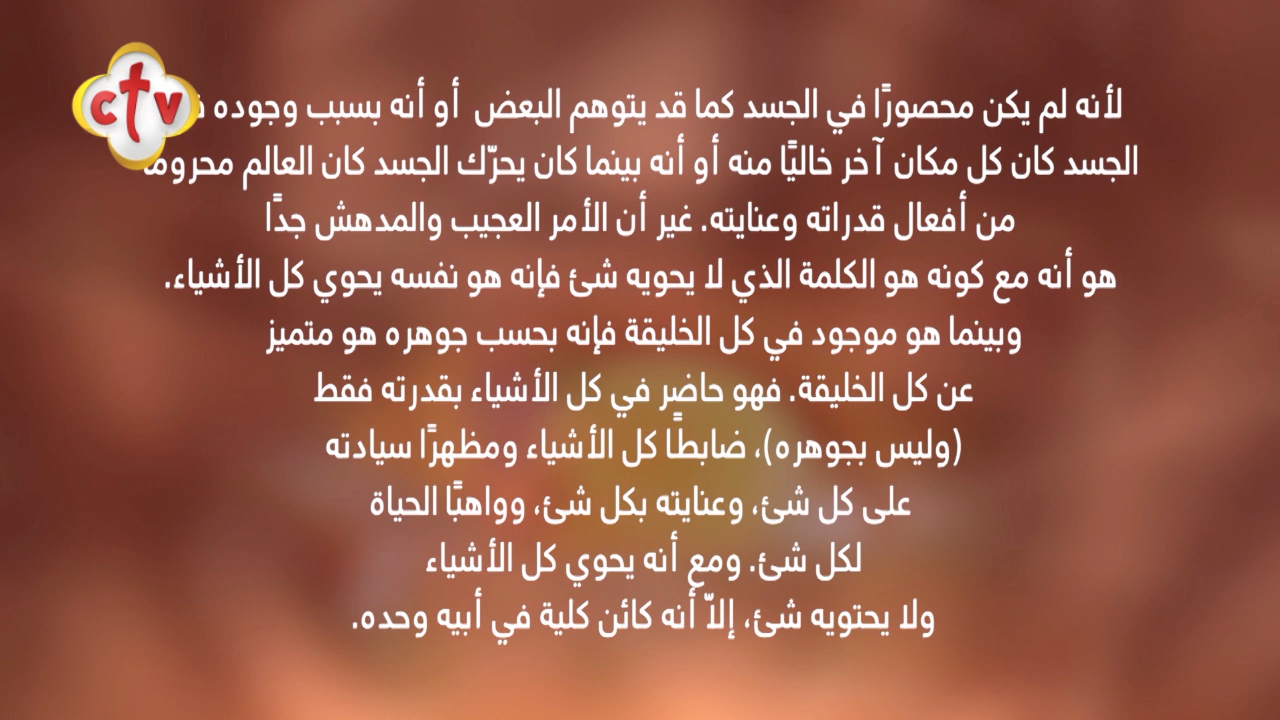 ctv
لأنه لم يكن محصورًا في الجسد كما قد يتوهم البعض أو أنه بسبب وجوده
الجسد كان كل مكان آخر خاليًا منه أو أنه بينما كان يحرّك الجسد كان العالم محروما
من أفعال قدراته وعنايته. غير أن الأمر العجيب والمدهش جدًا
هو أنه مع كونه هو الكلمة الذي لا يحويه شئ فإنه هو نفسه يحوي كل الأشياء.
وبينما هو موجود في كل الخليقة فإنه بحسب جوهره هو متميز
عن كل الخليقة. فهو حاضر في كل الأشياء بقدرته فقط
(وليس بجوهره)، ضابطًا كل الأشياء ومظهرًا سيادته
على كل شئ، وعنايته بكل شئ، وواهبًا الحياة
لكل شئ. ومع أنه يحوي كل الأشياء
ولا يحتويه شئ، إلاّ أنه كائن كلية في أبيه وحده.